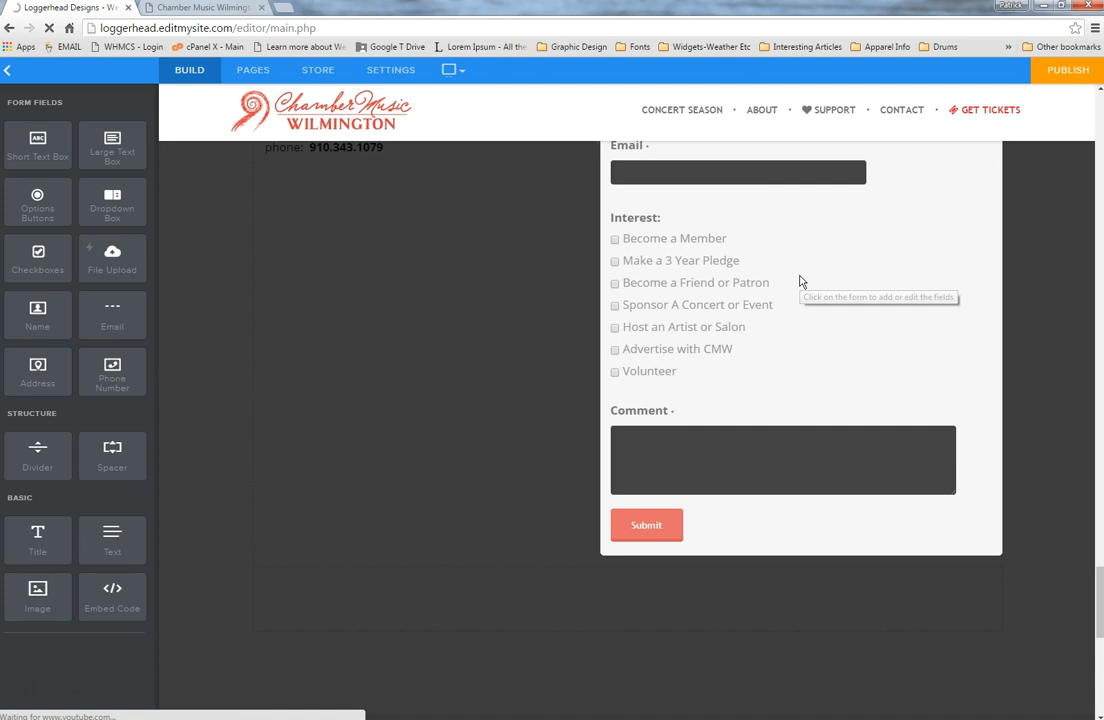 Loggerhead Designs - We
Chamber Music Wilmingt
Patrick
loggerhead.editmysite.com/editor/main.php
Apps
EMAIL
WHMCS - Login
cPanel X - Main
Learn more about We
Google T Drive
Lorem Ipsum - All the
Graphic Design
Fonts
Widgets-Weather Etc
Interesting Articles
Apparel Info
Drums
»
Other bookmarks
BUILD
PAGES
STORE
SETTINGS
PUBLISH
FORM FIELDS
ABC
Short Text Box
Large Text
Box
Options
Buttons
Dropdown
Box
Checkboxes
File Upload
Name
Email
Address
Phone
Number
STRUCTURE
Divider
Spacer
BASIC
T
Title
Text
Image
</>
Embed Code
Chamber Music
WILMINGTON
CONCERT SEASON • ABOUT • SUPPORT • CONTACT • GET TICKETS
phone: 910.343.1079
Email •
Interest:
Become a Member
Make a 3 Year Pledge
Become a Friend or Patron
Sponsor A Concert or Event
Host an Artist or Salon
Advertise with CMW
Volunteer
Click on the form to add or edit the fields.
Comment •
Submit
Waiting for www.youtube.com...